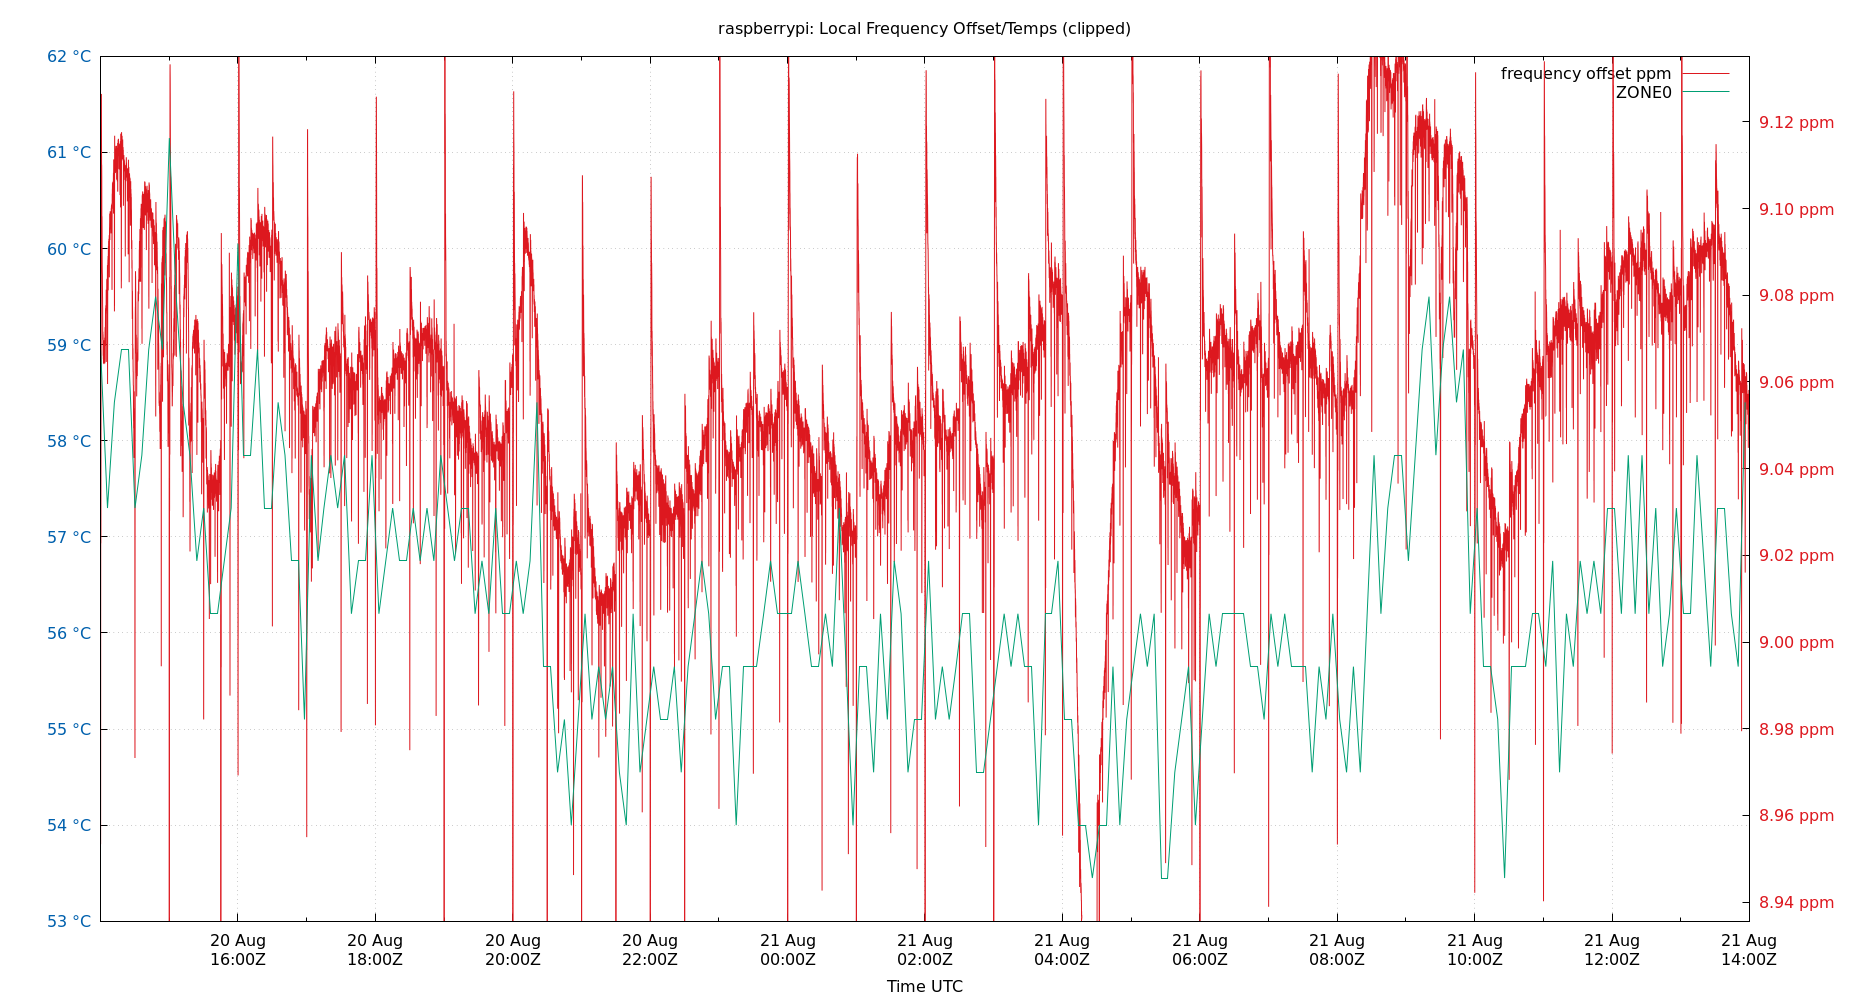 raspberrypi: Local Frequency Offset/Temps (clipped)
frequency offset ppm
ZONE0
62 °C
61 °C
60 °C
59 °C
58 °C
57 °C
56 °C
55 °C
54 °C
53 °C
9.12 ppm
9.10 ppm
9.08 ppm
9.06 ppm
9.04 ppm
9.02 ppm
9.00 ppm
8.98 ppm
8.96 ppm
8.94 ppm
20 Aug 20 Aug 20 Aug 20 Aug 21 Aug 21 Aug 21 Aug 21 Aug 21 Aug 21 Aug 21 Aug 21 Aug
16:00Z 18:00Z 20:00Z 22:00Z 00:00Z 02:00Z 04:00Z 06:00Z 08:00Z 10:00Z 12:00Z 14:00Z
Time UTC